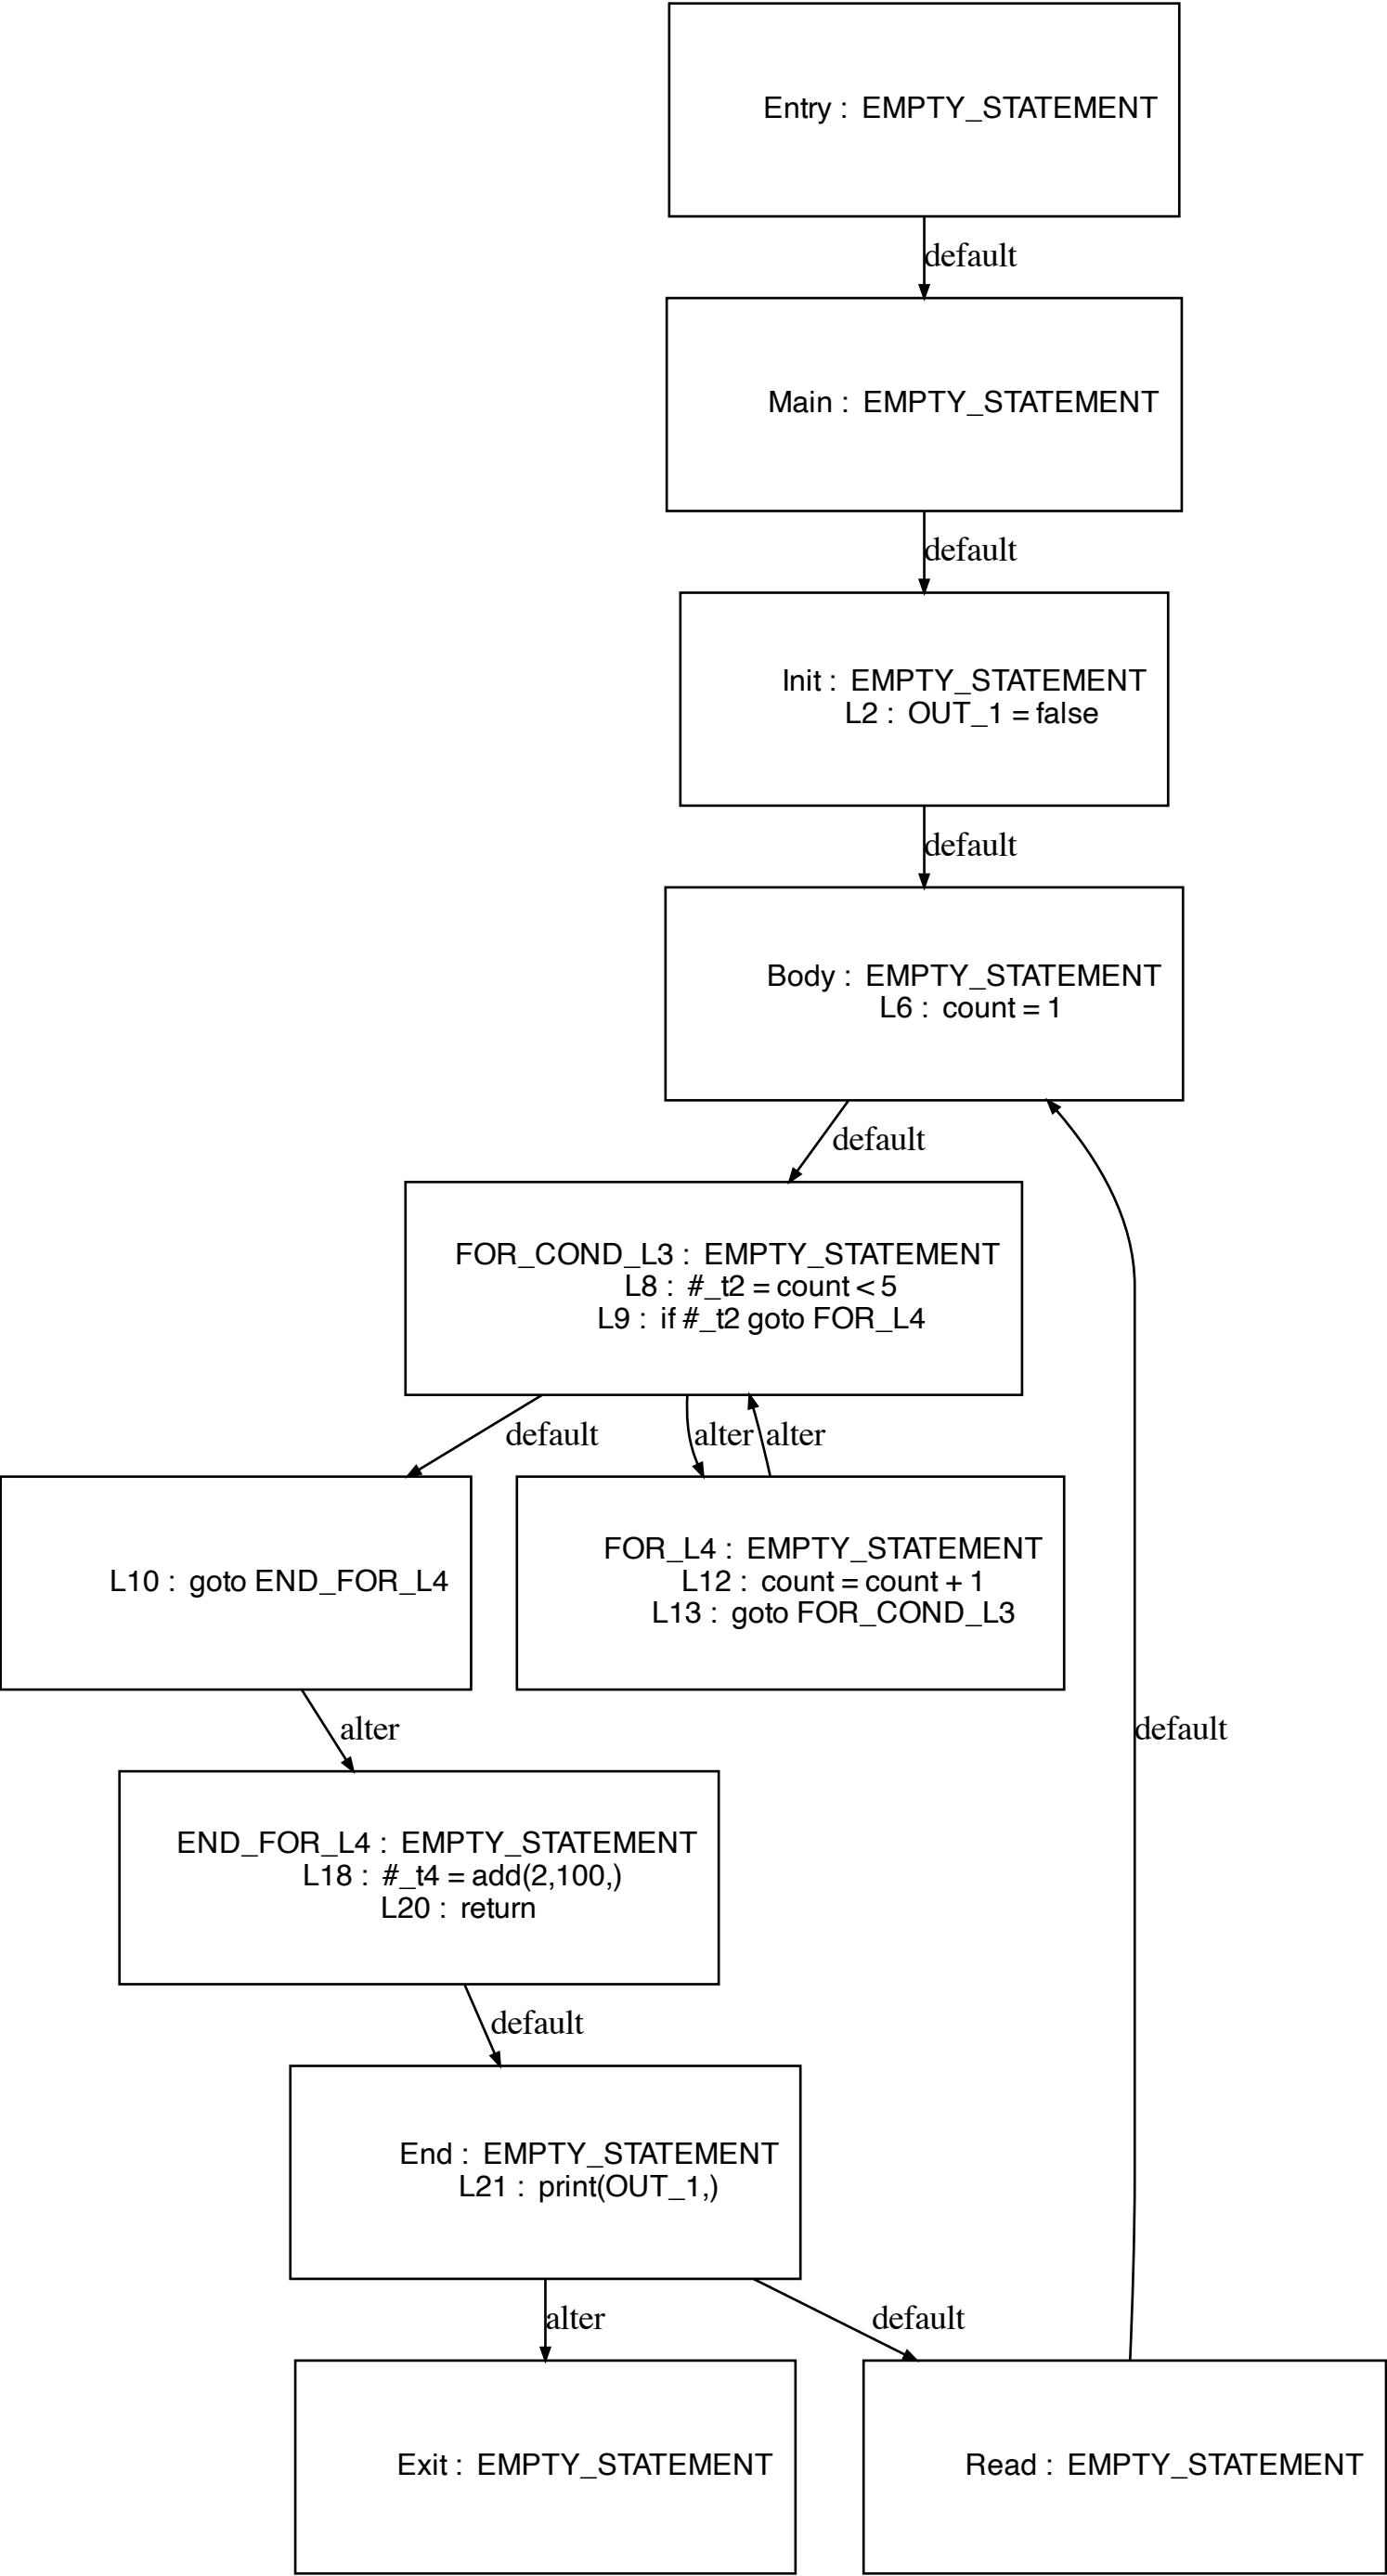 Entry :  EMPTY_STATEMENT
default
Main :  EMPTY_STATEMENT
default
Init :  EMPTY_STATEMENT
L2 :  OUT_1 = false
default
Body :  EMPTY_STATEMENT
L6 :  count = 1
default
FOR_COND_L3 :  EMPTY_STATEMENT
L8 :  #_t2 = count < 5
L9 :  if #_t2 goto FOR_L4
default
alter
alter
L10 :  goto END_FOR_L4
FOR_L4 :  EMPTY_STATEMENT
L12 :  count = count + 1
L13 :  goto FOR_COND_L3
alter
default
END_FOR_L4 :  EMPTY_STATEMENT
L18 :  #_t4 = add(2,100,)
L20 :  return
default
End :  EMPTY_STATEMENT
L21 :  print(OUT_1,)
alter
default
Exit :  EMPTY_STATEMENT
Read :  EMPTY_STATEMENT